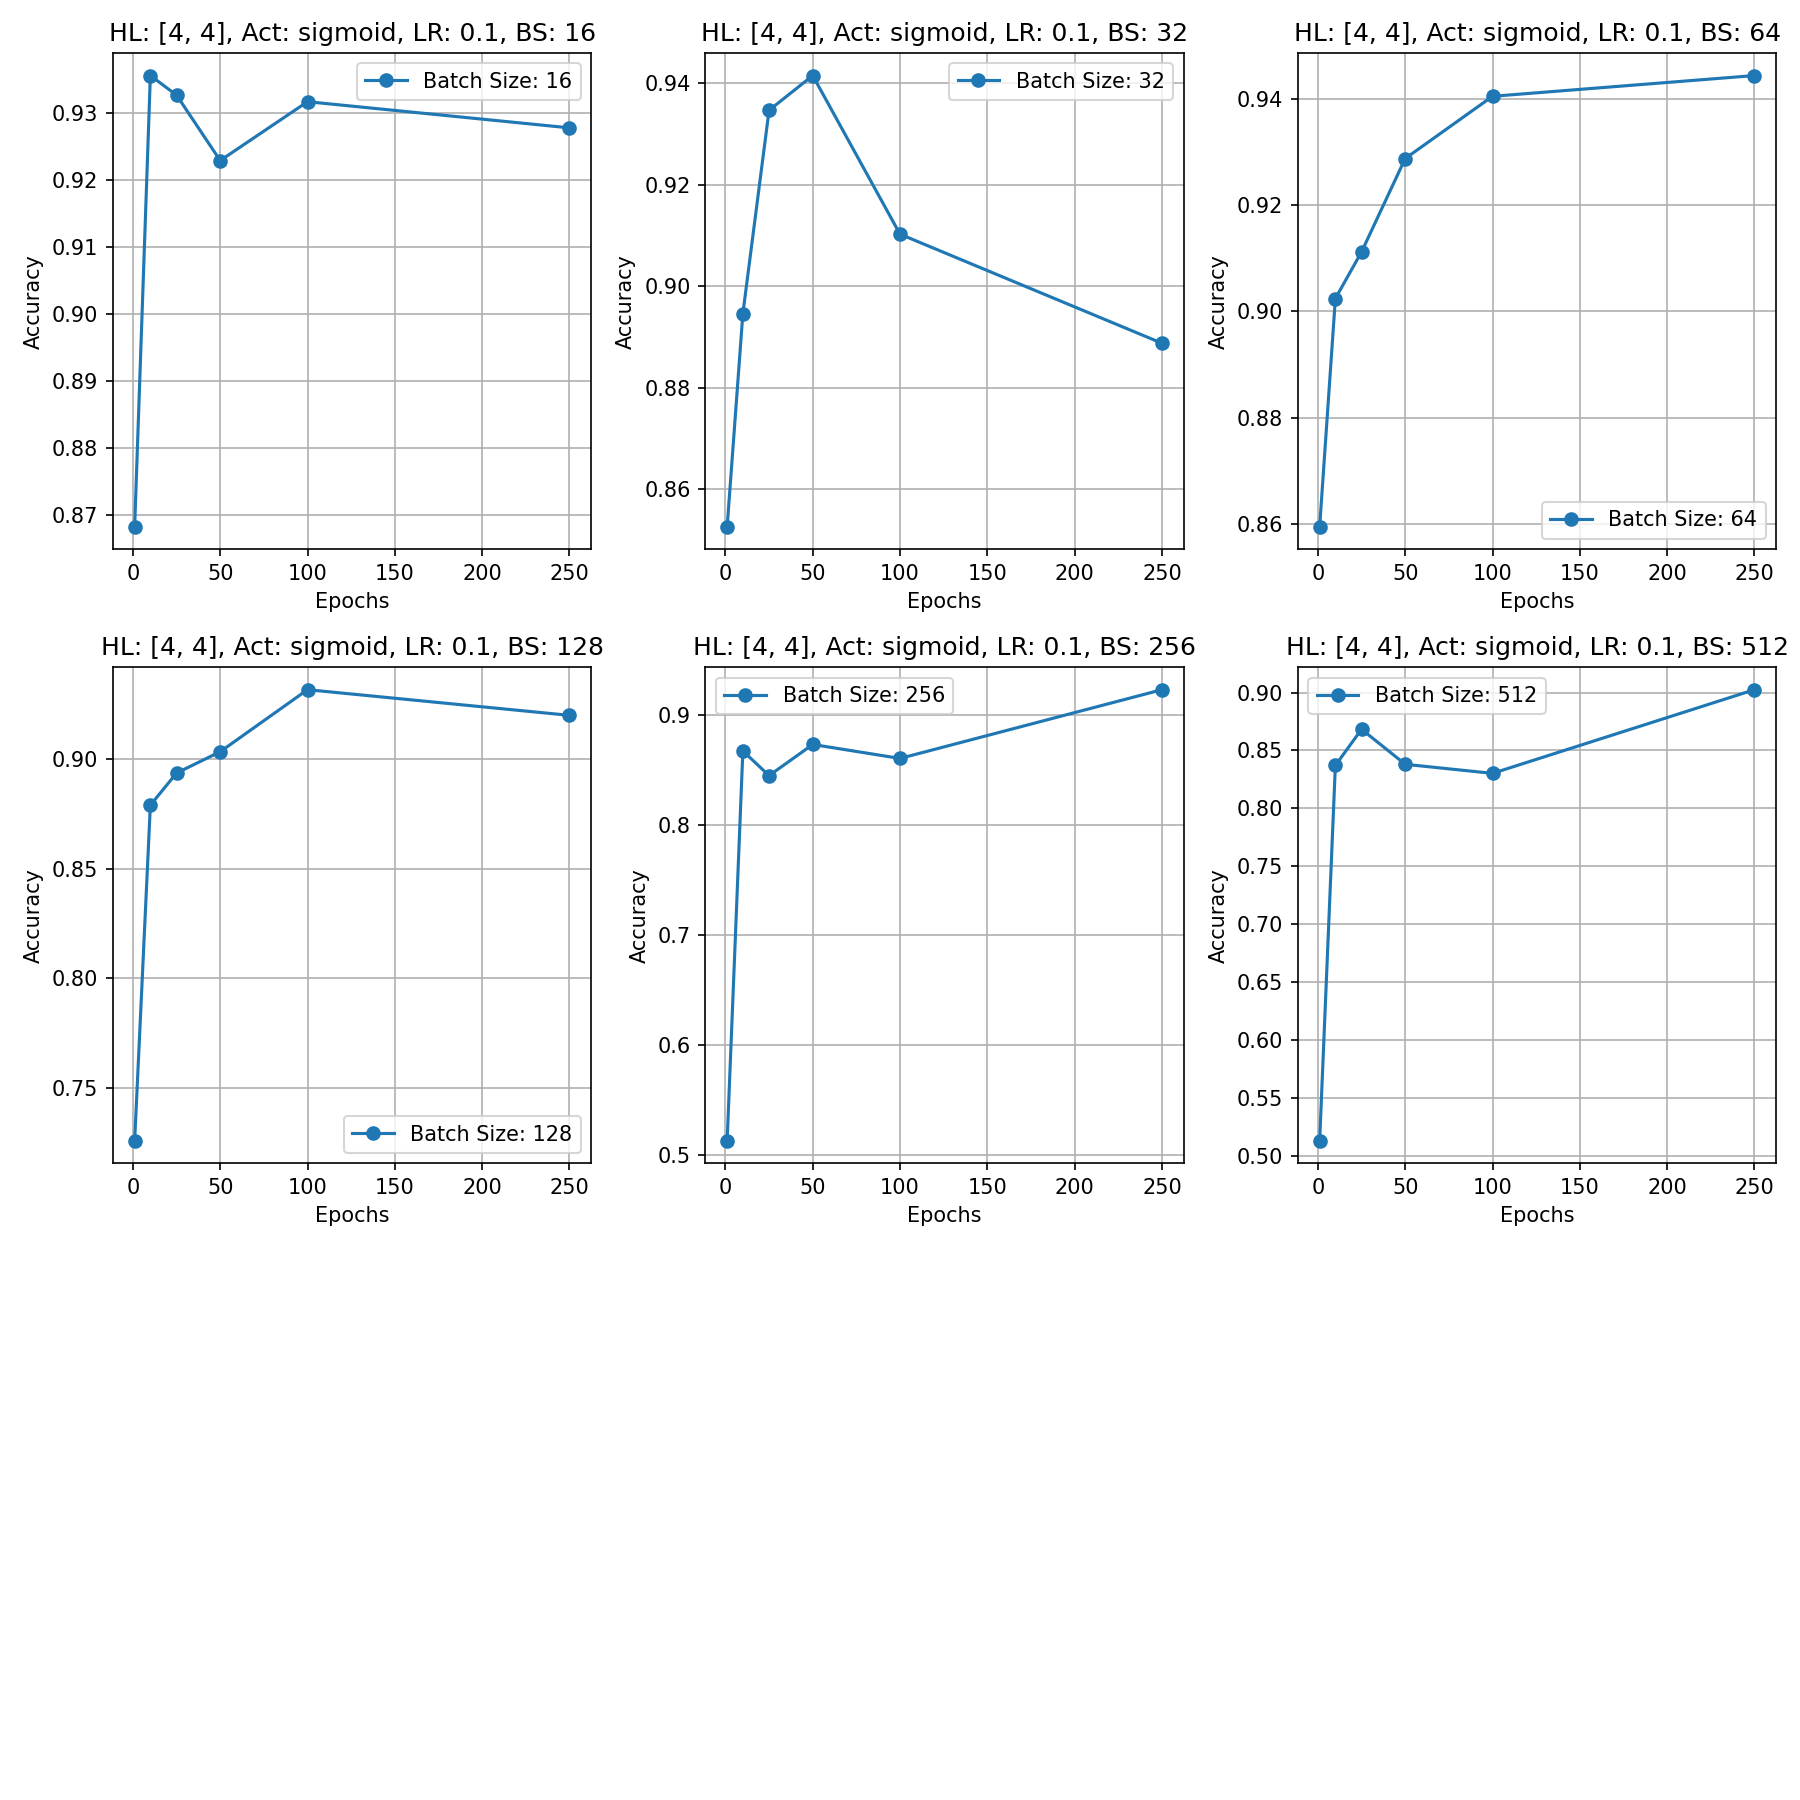 HL: [4, 4], Act: sigmoid, LR: 0.1, BS: 16
Batch Size: 16
0.93
0.92
0.91
0.90
0.89
0.88
0.87
Accuracy
0 50 100 150 200 250
Epochs
HL: [4, 4], Act: sigmoid, LR: 0.1, BS: 32
Batch Size: 32
0.94
0.92
0.90
0.88
0.86
Accuracy
0 50 100 150 200 250
Epochs
HL: [4, 4], Act: sigmoid, LR: 0.1, BS: 64
0.94
0.92
0.90
0.88
0.86
Accuracy
Batch Size: 64
0 50 100 150 200 250
Epochs
HL: [4, 4], Act: sigmoid, LR: 0.1, BS: 128
0.90
0.85
0.80
0.75
Accuracy
Batch Size: 128
0 50 100 150 200 250
Epochs
HL: [4, 4], Act: sigmoid, LR: 0.1, BS: 256
Batch Size: 256
0.9
0.8
0.7
0.6
0.5
Accuracy
0 50 100 150 200 250
Epochs
HL: [4, 4], Act: sigmoid, LR: 0.1, BS: 512
Batch Size: 512
0.90
0.85
0.80
0.75
0.70
0.65
0.60
0.55
0.50
Accuracy
0 50 100 150 200 250
Epochs